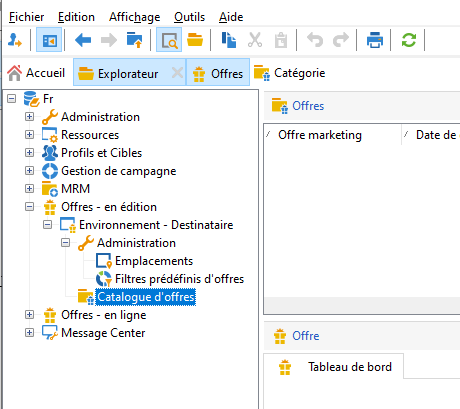 Fichier Edition Affichage Outils Aide
Accueil Explorateur Offres Catégorie
Fr
Administration
Ressources
Profils et Cibles
Gestion de campagne
MRM
Offres - en édition
Environnement - Destinataire
Administration
Emplacements
Filtres prédéfinis d'offres
Catalogue d'offres
Offres - en ligne
Message Center
Offres
Offre marketing Date de
Offre
Tableau de bord